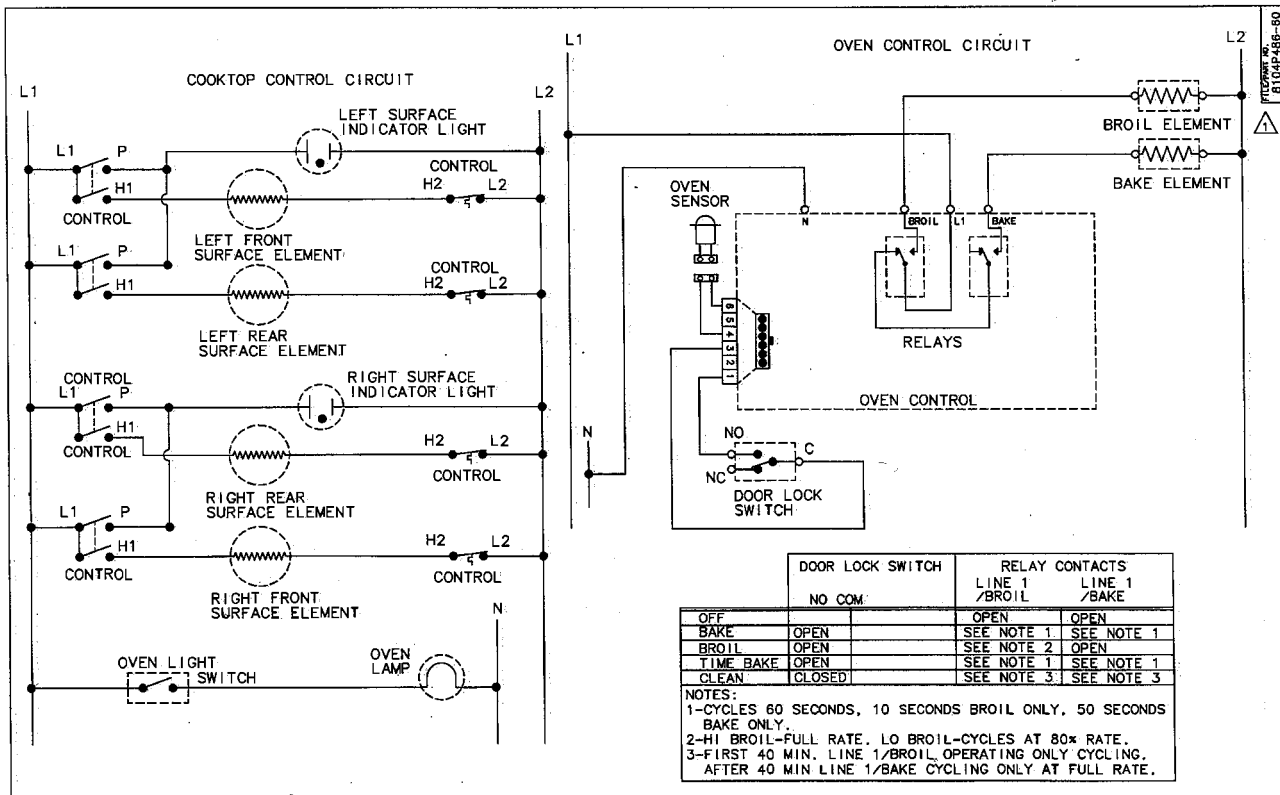 FILE/PART NO.
8104P486-60
1
COOKTOP CONTROL CIRCUIT
L1
L2
LEFT SURFACE
INDICATOR LIGHT
L1 P
H1
CONTROL
CONTROL
H2 L2
LEFT FRONT
SURFACE ELEMENT
L1 P
H1
CONTROL
H2 L2
LEFT REAR
SURFACE ELEMENT
RIGHT SURFACE
INDICATOR LIGHT
CONTROL
L1 P
H1
CONTROL
H2 L2
CONTROL
RIGHT REAR
SURFACE ELEMENT
L1 P
H1
CONTROL
H2 L2
CONTROL
RIGHT FRONT
SURFACE ELEMENT
N
OVEN LIGHT
SWITCH
OVEN
LAMP
OVEN CONTROL CIRCUIT
L1
L2
BROIL ELEMENT
BAKE ELEMENT
OVEN
SENSOR
N BROIL L1 BAKE
6
5
4
3
2
1
RELAYS
OVEN CONTROL
N
NO
C
NC
DOOR LOCK
SWITCH
DOOR LOCK SWITCH RELAY CONTACTS
NO COM LINE 1 /BROIL LINE 1 /BAKE
OFF OPEN OPEN
BAKE OPEN SEE NOTE 1 SEE NOTE 1
BROIL OPEN SEE NOTE 2 OPEN
TIME BAKE OPEN SEE NOTE 1 SEE NOTE 1
CLEAN CLOSED SEE NOTE 3 SEE NOTE 3
NOTES:
1-CYCLES 60 SECONDS, 10 SECONDS BROIL ONLY, 50 SECONDS
BAKE ONLY.
2-HI BROIL-FULL RATE. LO BROIL-CYCLES AT 80% RATE.
3-FIRST 40 MIN. LINE 1/BROIL OPERATING ONLY CYCLING.
AFTER 40 MIN LINE 1/BAKE CYCLING ONLY AT FULL RATE.